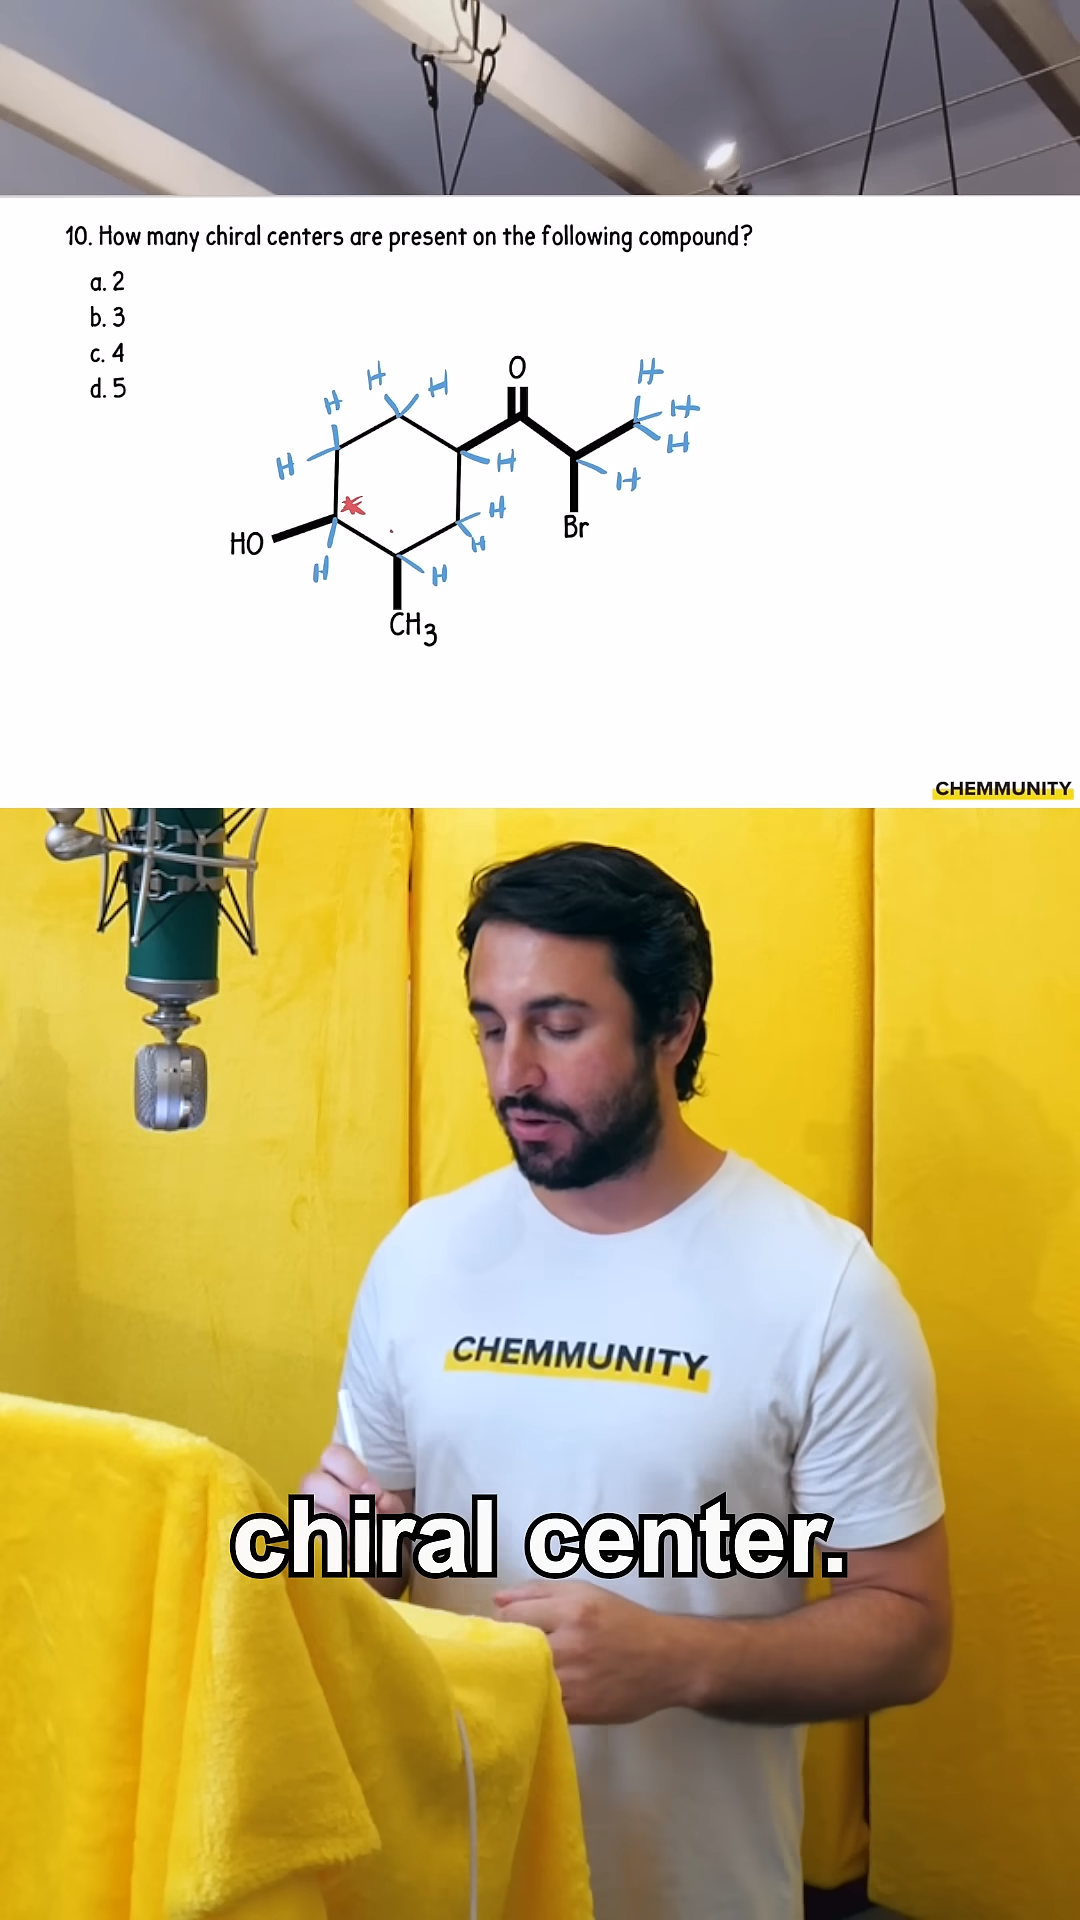 10. How many chiral centers are present on the following compound?
a. 2
b. 3
c. 4
d. 5
O
H
H
H
H
H
H
H
H
H
H
H
H
H
HO
Br
H
H
CH3
CHEMMUNITY
CHEMMUNITY
chiral center.